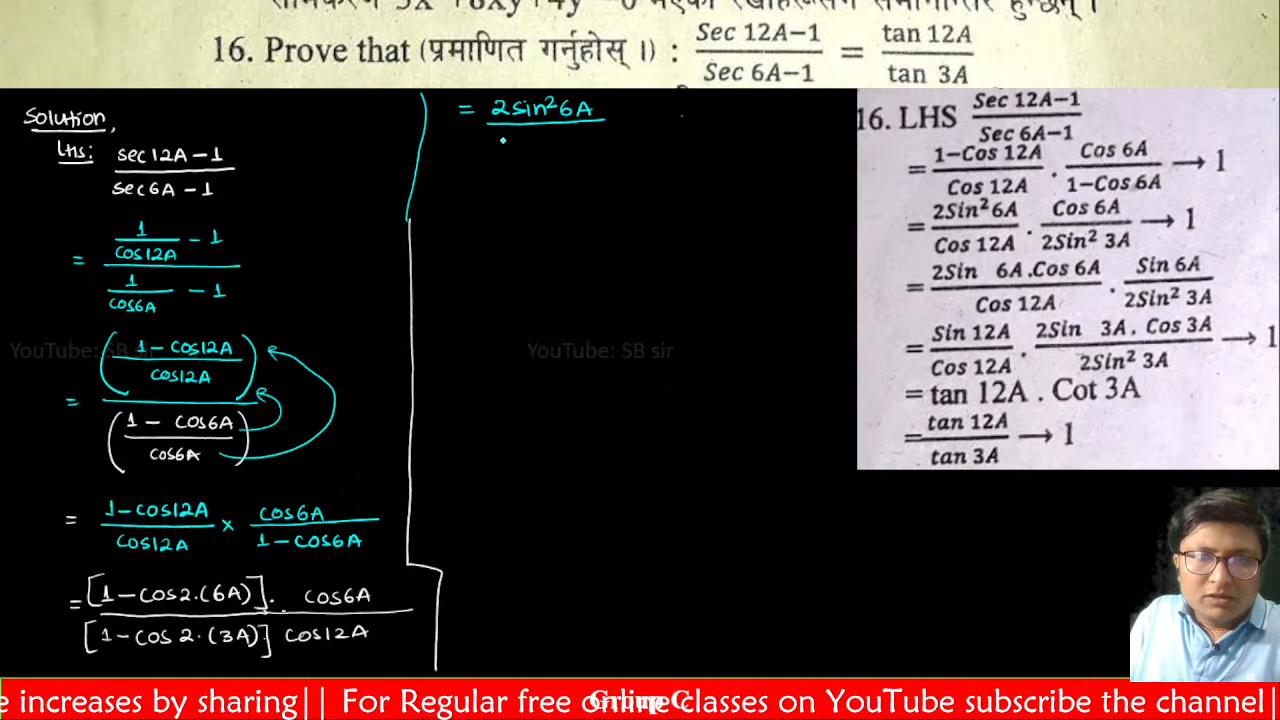 16. Prove that (प्रमाणित गर्नुहोस् ।) : Sec 12A−1 / Sec 6A−1 = tan 12A / tan 3A
Solution,
LHS: sec12A − 1 / sec6A − 1
= (1/cos12A − 1) / (1/cos6A − 1)
= ((1 − cos12A) / cos12A) / ((1 − cos6A) / cos6A)
= 1−cos12A / cos12A × cos6A / 1−cos6A
= [1−cos2.(6A)]. cos6A / [1−cos2.(3A)] cos12A
= 2sin²6A
16. LHS Sec 12A−1 / Sec 6A−1
= 1−Cos 12A / Cos 12A . Cos 6A / 1−Cos 6A → 1
= 2Sin²6A / Cos 12A . Cos 6A / 2Sin² 3A → 1
= 2Sin 6A .Cos 6A / Cos 12A . Sin 6A / 2Sin² 3A
= Sin 12A / Cos 12A . 2Sin 3A. Cos 3A / 2Sin² 3A → 1
= tan 12A . Cot 3A
= tan 12A / tan 3A → 1
YouTube: SB sir
YouTube: SB sir
e increases by sharing|| For Regular free online classes on YouTube subscribe the channel|
Group C